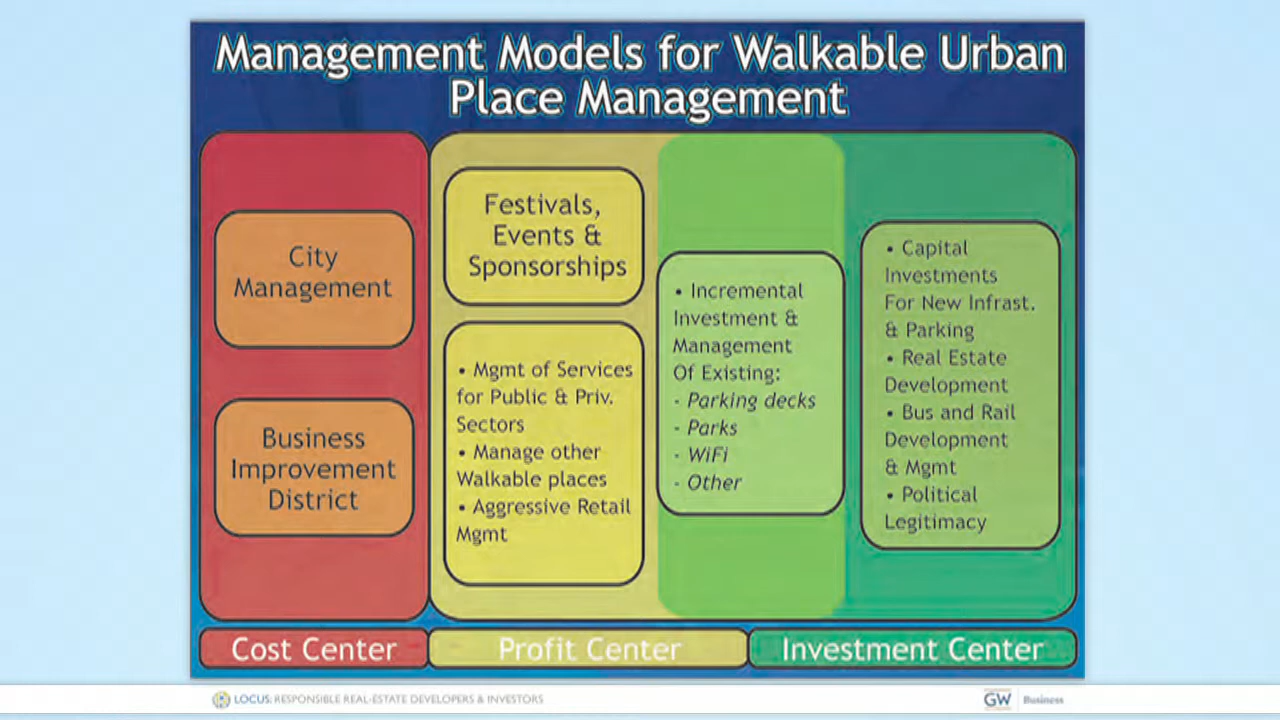 Management Models for Walkable Urban
Place Management
City
Management
Business
Improvement
District
Festivals,
Events &
Sponsorships
• Mgmt of Services
for Public & Priv.
Sectors
• Manage other
Walkable places
• Aggressive Retail
Mgmt
• Incremental
Investment &
Management
Of Existing:
- Parking decks
- Parks
- WiFi
- Other
• Capital
Investments
For New Infrast.
& Parking
• Real Estate
Development
• Bus and Rail
Development
& Mgmt
• Political
Legitimacy
Cost Center
Profit Center
Investment Center
LOCUS: RESPONSIBLE REAL-ESTATE DEVELOPERS & INVESTORS
GW Business